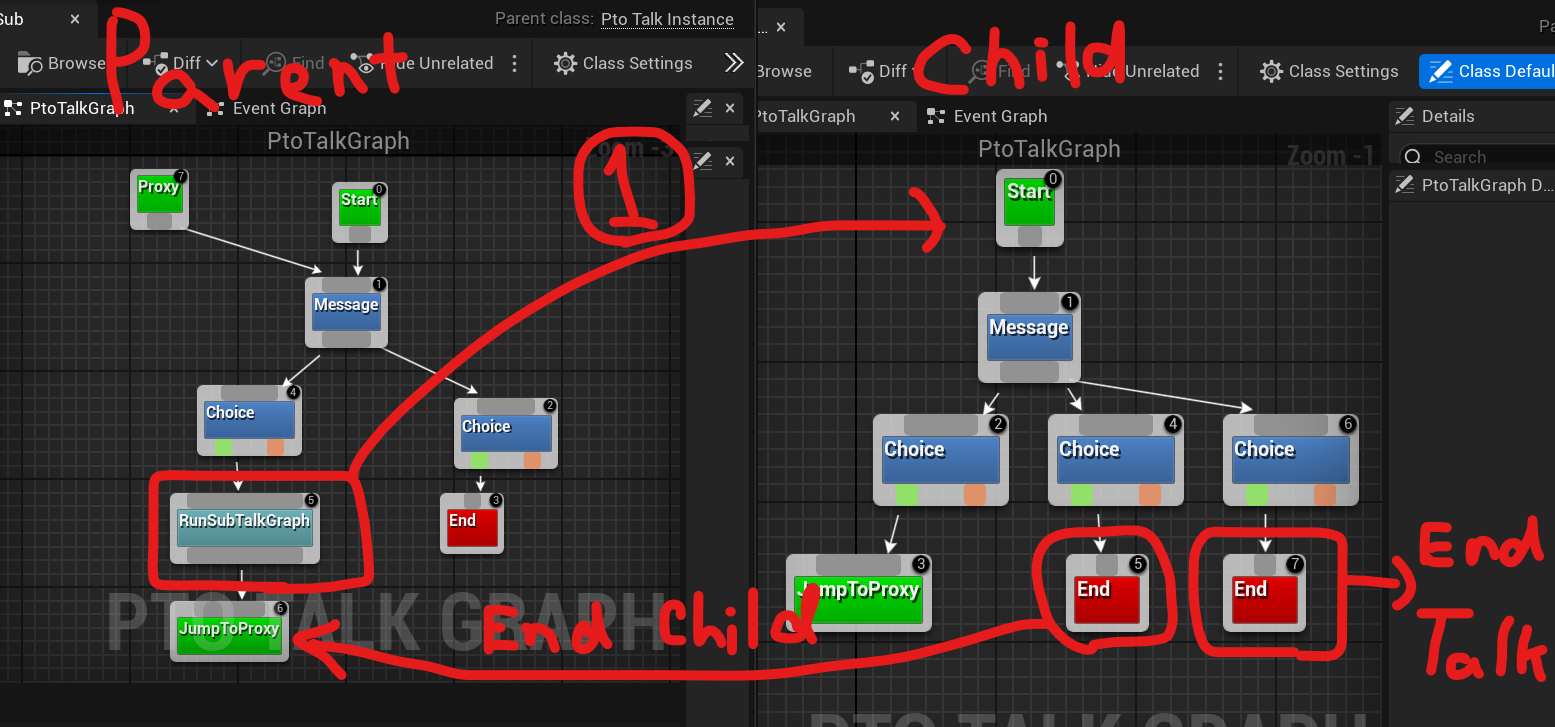 Sub
Parent class: Pto Talk Instance
Browse
Diff
Find
Hide Unrelated
Class Settings
Parent
PtoTalkGraph
Event Graph
PtoTalkGraph
Zoom -3
1
Proxy
7
Start
0
Message
1
Choice
4
Choice
2
RunSubTalkGraph
5
End
3
JumpToProxy
6
PTO TALK GRAPH
...
Browse
Diff
Find
Hide Unrelated
Class Settings
Child
PtoTalkGraph
Event Graph
Details
PtoTalkGraph
Zoom -1
Search
PtoTalkGraph D...
Start
0
Message
1
Choice
2
Choice
4
Choice
6
JumpToProxy
3
End
5
End
7
End Child
End
Talk
PTO TALK GRAPH